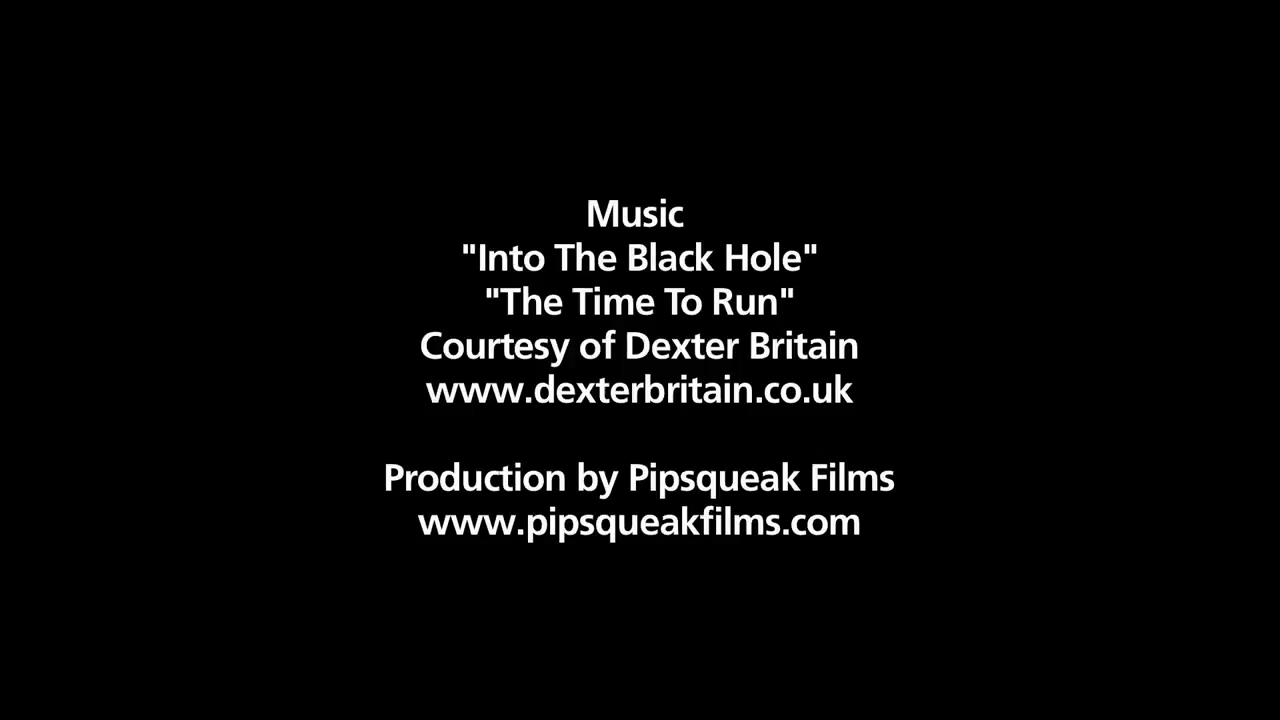 Music
"Into The Black Hole"
"The Time To Run"
Courtesy of Dexter Britain
www.dexterbritain.co.uk
Production by Pipsqueak Films
www.pipsqueakfilms.com